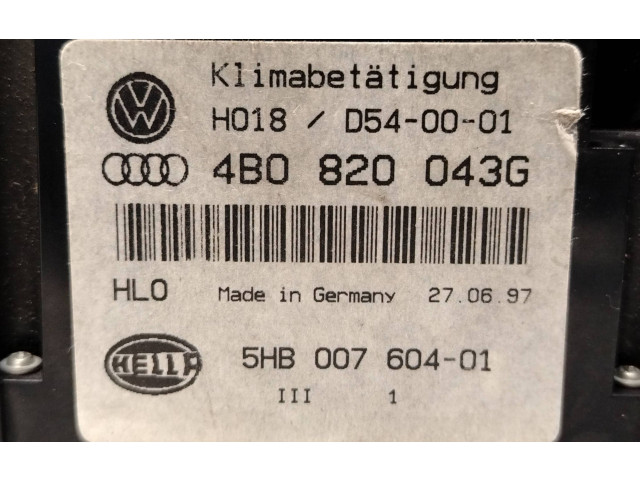 Klimabetätigung
H018 / D54-00-01
4B0 820 043G
HLO Made in Germany 27.06.97
HELLA 5HB 007 604-01
III 1